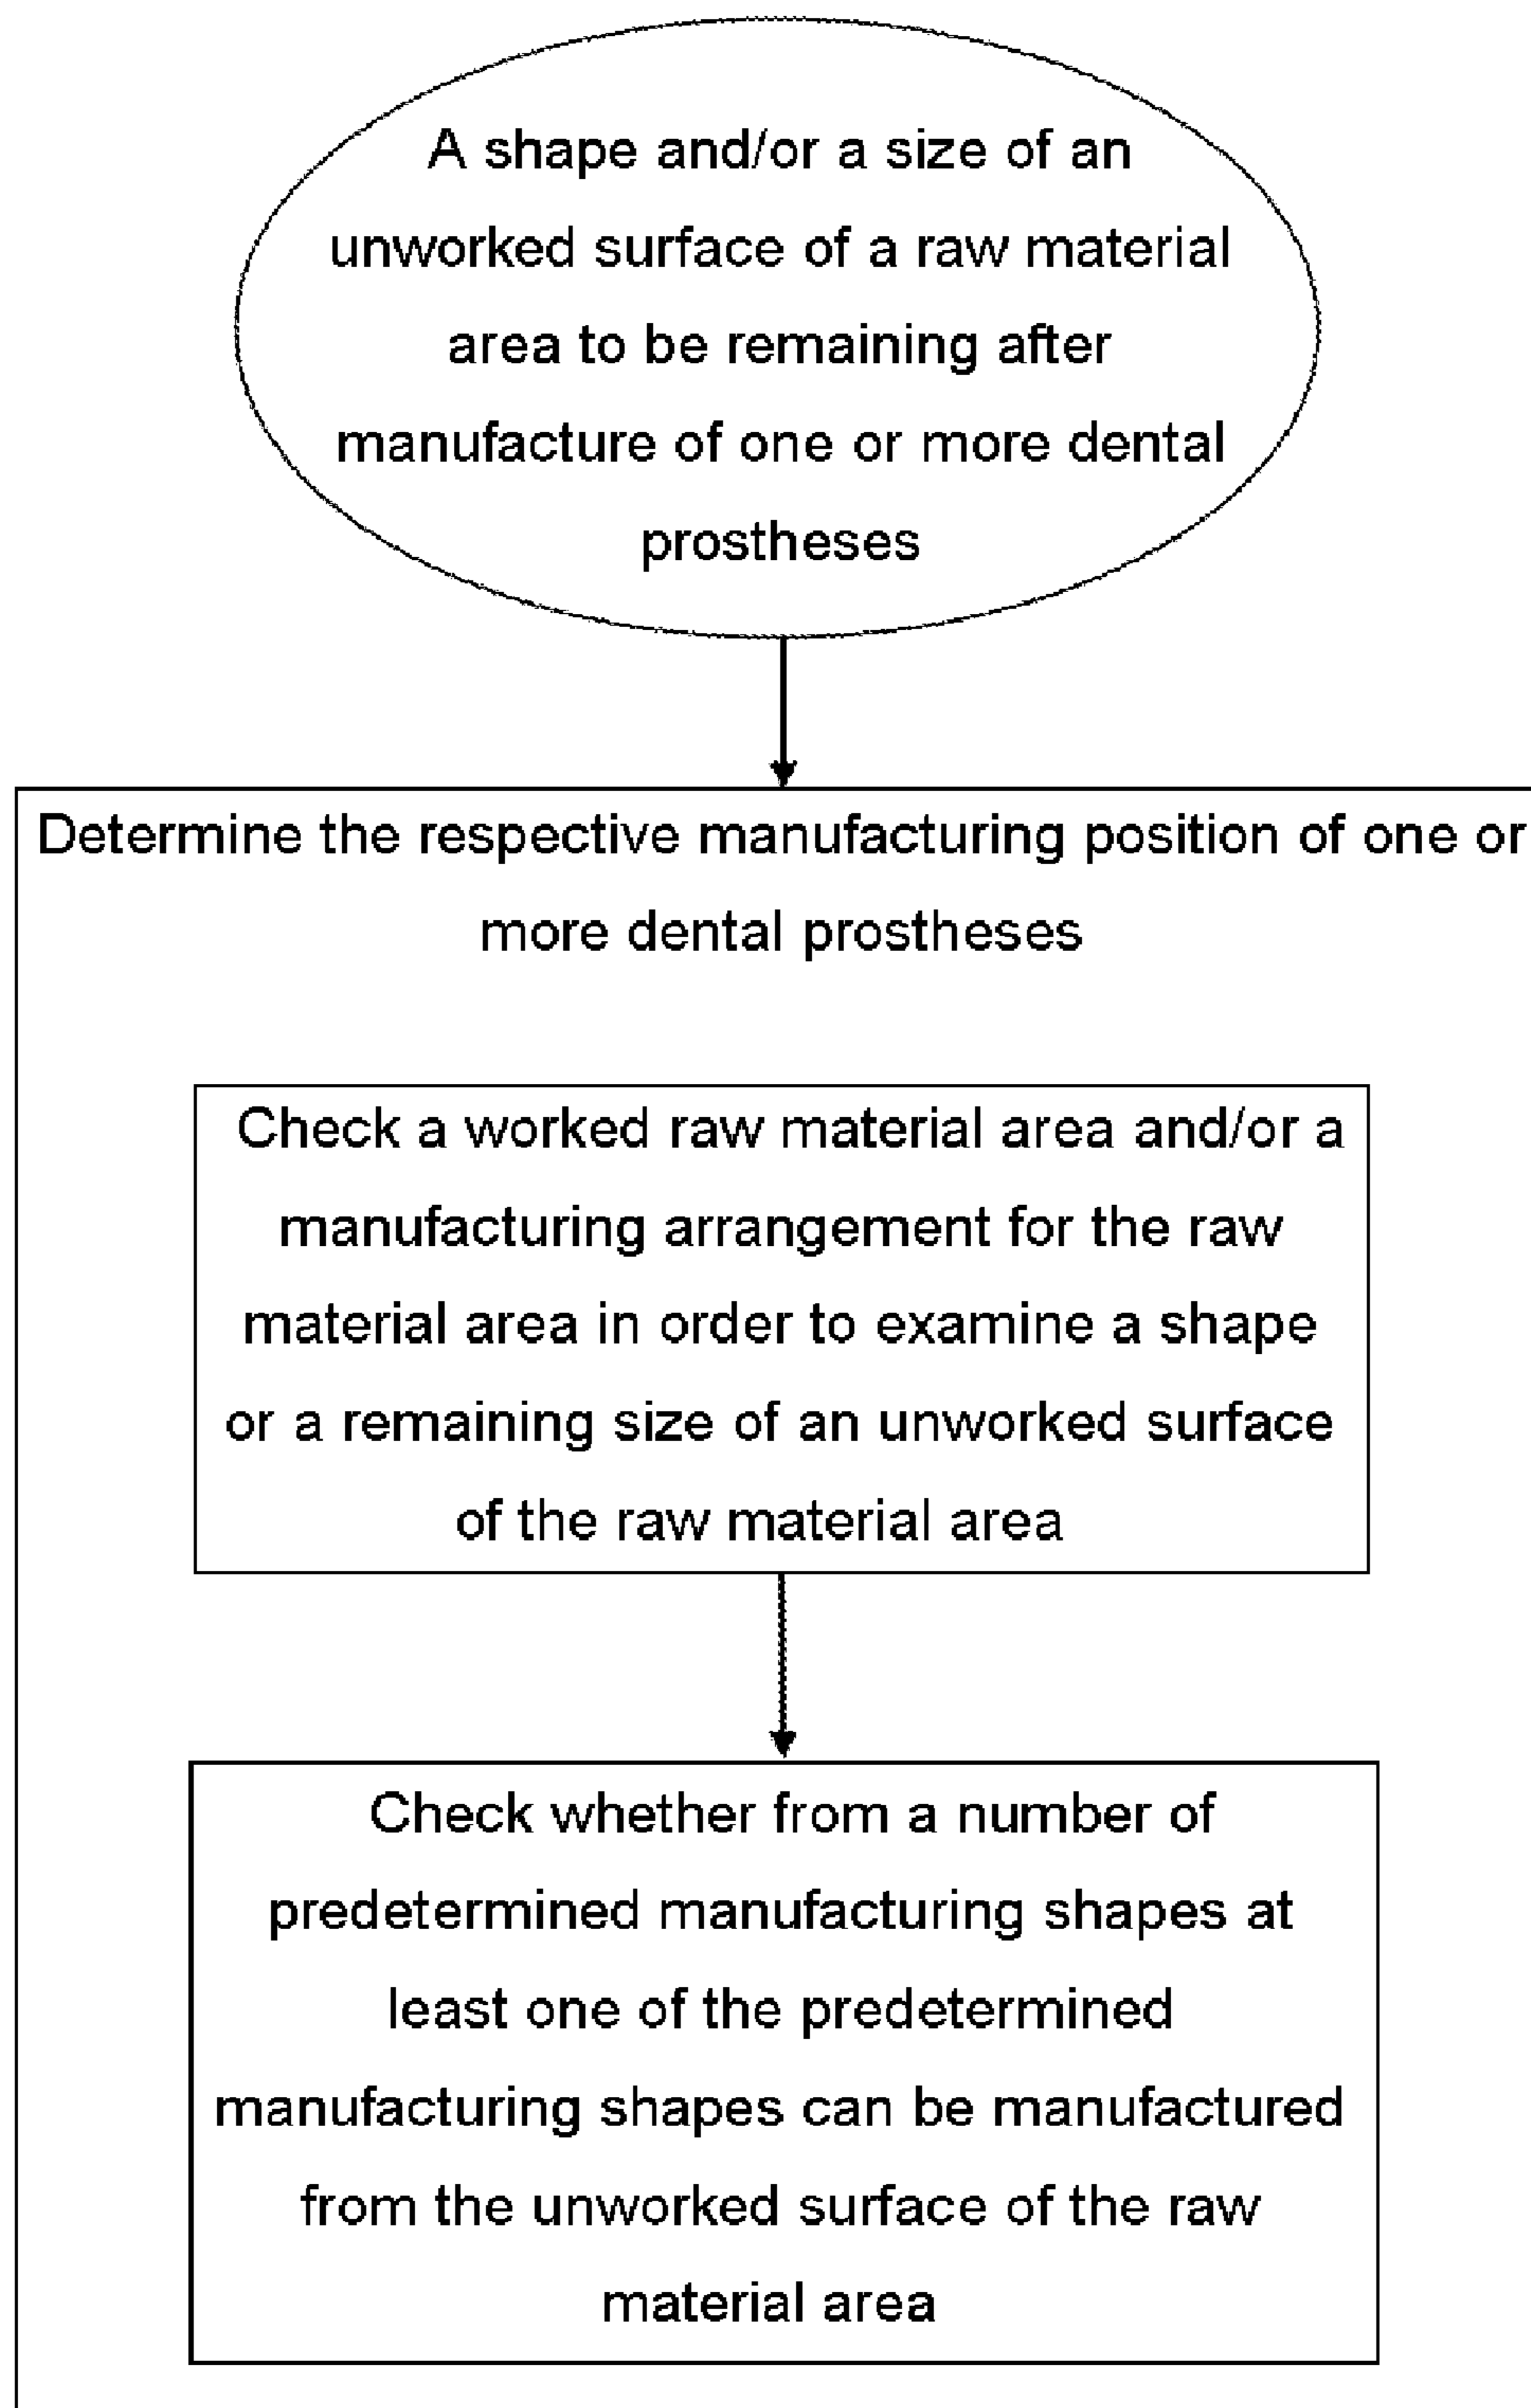 A shape and/or a size of an
unworked surface of a raw material
area to be remaining after
manufacture of one or more dental
prostheses
Determine the respective manufacturing position of one or
more dental prostheses
Check a worked raw material area and/or a
manufacturing arrangement for the raw
material area in order to examine a shape
or a remaining size of an unworked surface
of the raw material area
Check whether from a number of
predetermined manufacturing shapes at
least one of the predetermined
manufacturing shapes can be manufactured
from the unworked surface of the raw
material area